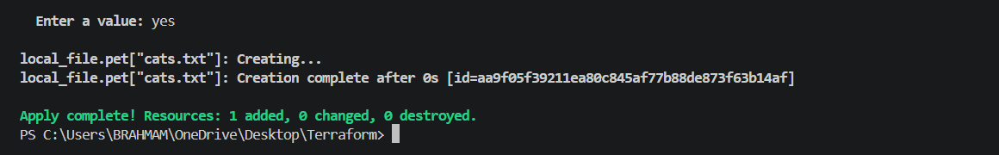 Enter a value: yes
local_file.pet["cats.txt"]: Creating...
local_file.pet["cats.txt"]: Creation complete after 0s [id=aa9f05f39211ea80c845af77b88de873f63b14af]
Apply complete! Resources: 1 added, 0 changed, 0 destroyed.
PS C:\Users\BRAHMAM\OneDrive\Desktop\Terraform>